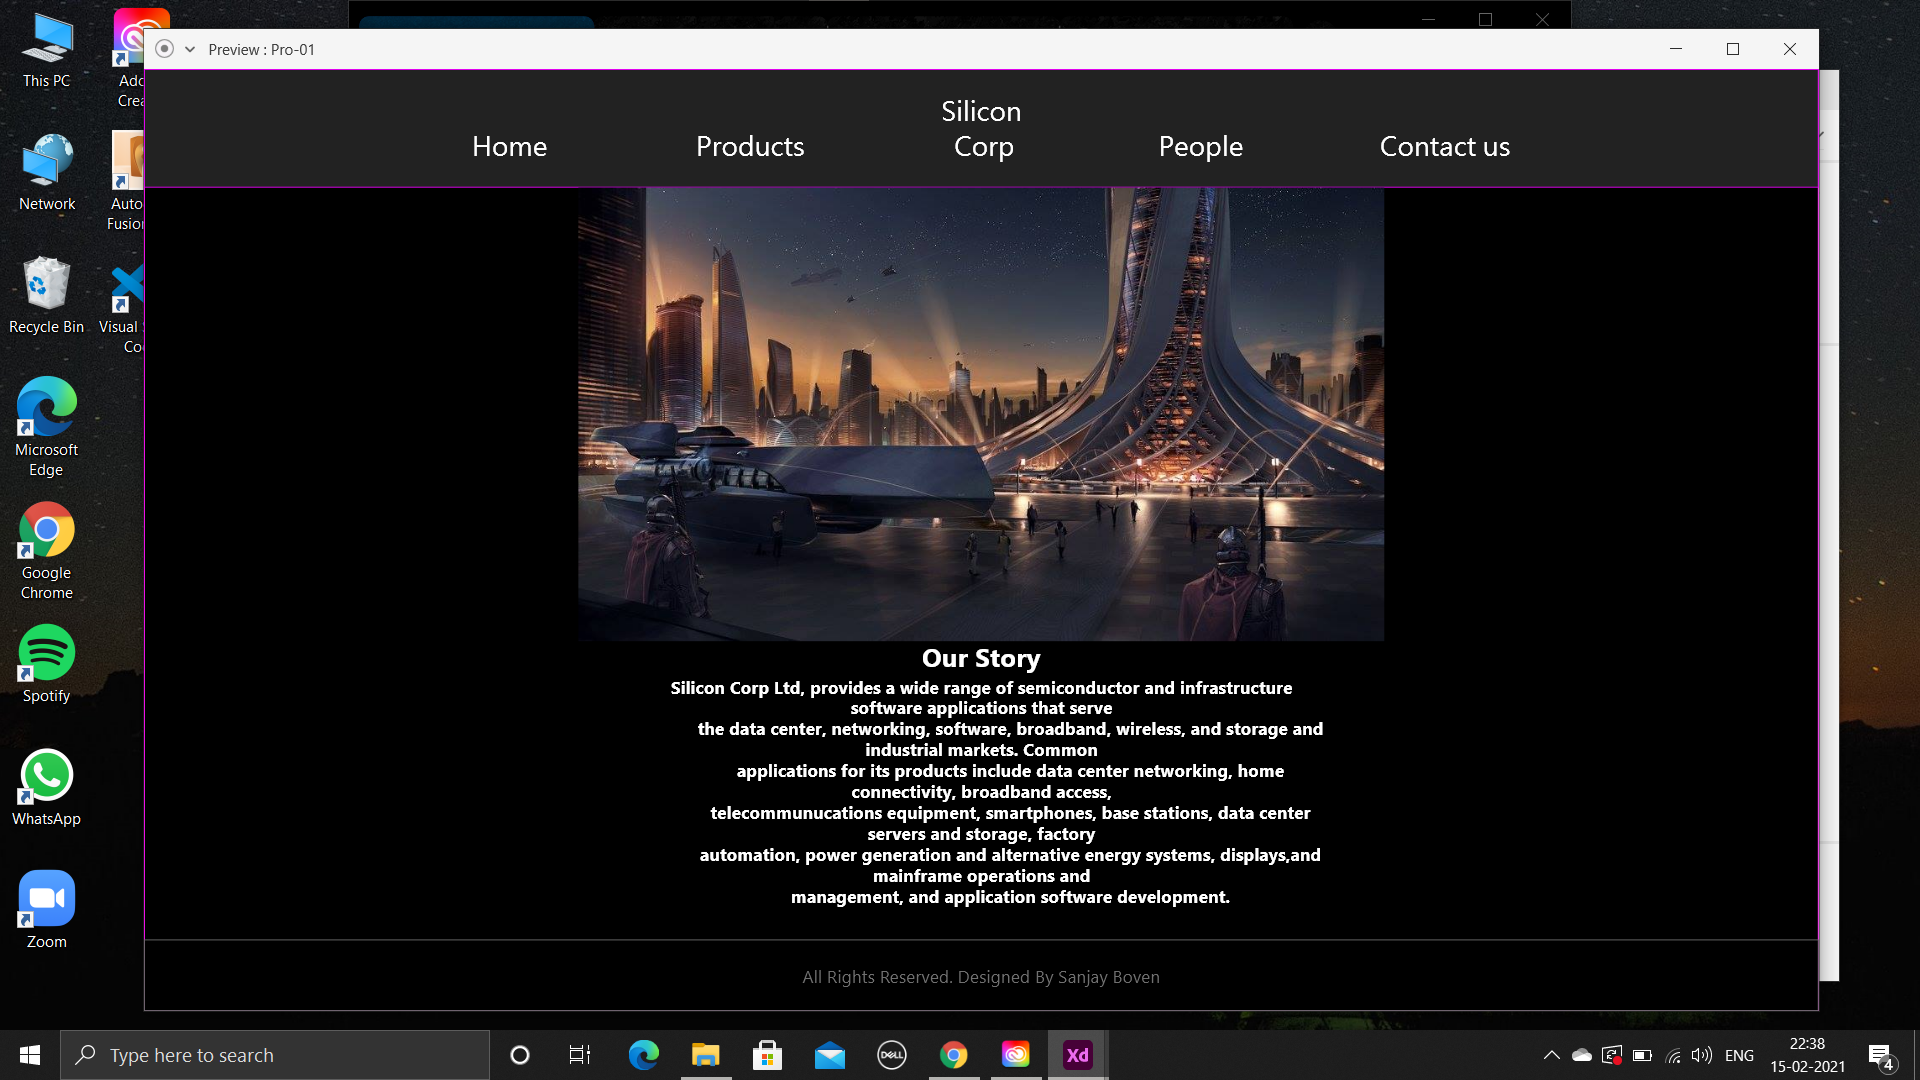 Preview : Pro-01
Silicon
Home Products Corp People Contact us
Our Story
Silicon Corp Ltd, provides a wide range of semiconductor and infrastructure
software applications that serve
the data center, networking, software, broadband, wireless, and storage and
industrial markets. Common
applications for its products include data center networking, home
connectivity, broadband access,
telecommunucations equipment, smartphones, base stations, data center
servers and storage, factory
automation, power generation and alternative energy systems, displays,and
mainframe operations and
management, and application software development.
All Rights Reserved. Designed By Sanjay Boven
This PC
Network
Recycle Bin
Microsoft
Edge
Google
Chrome
Spotify
WhatsApp
Zoom
Auto
Fusion
Visual
Type here to search
DELL
Xd
ENG
22:38
15-02-2021
4